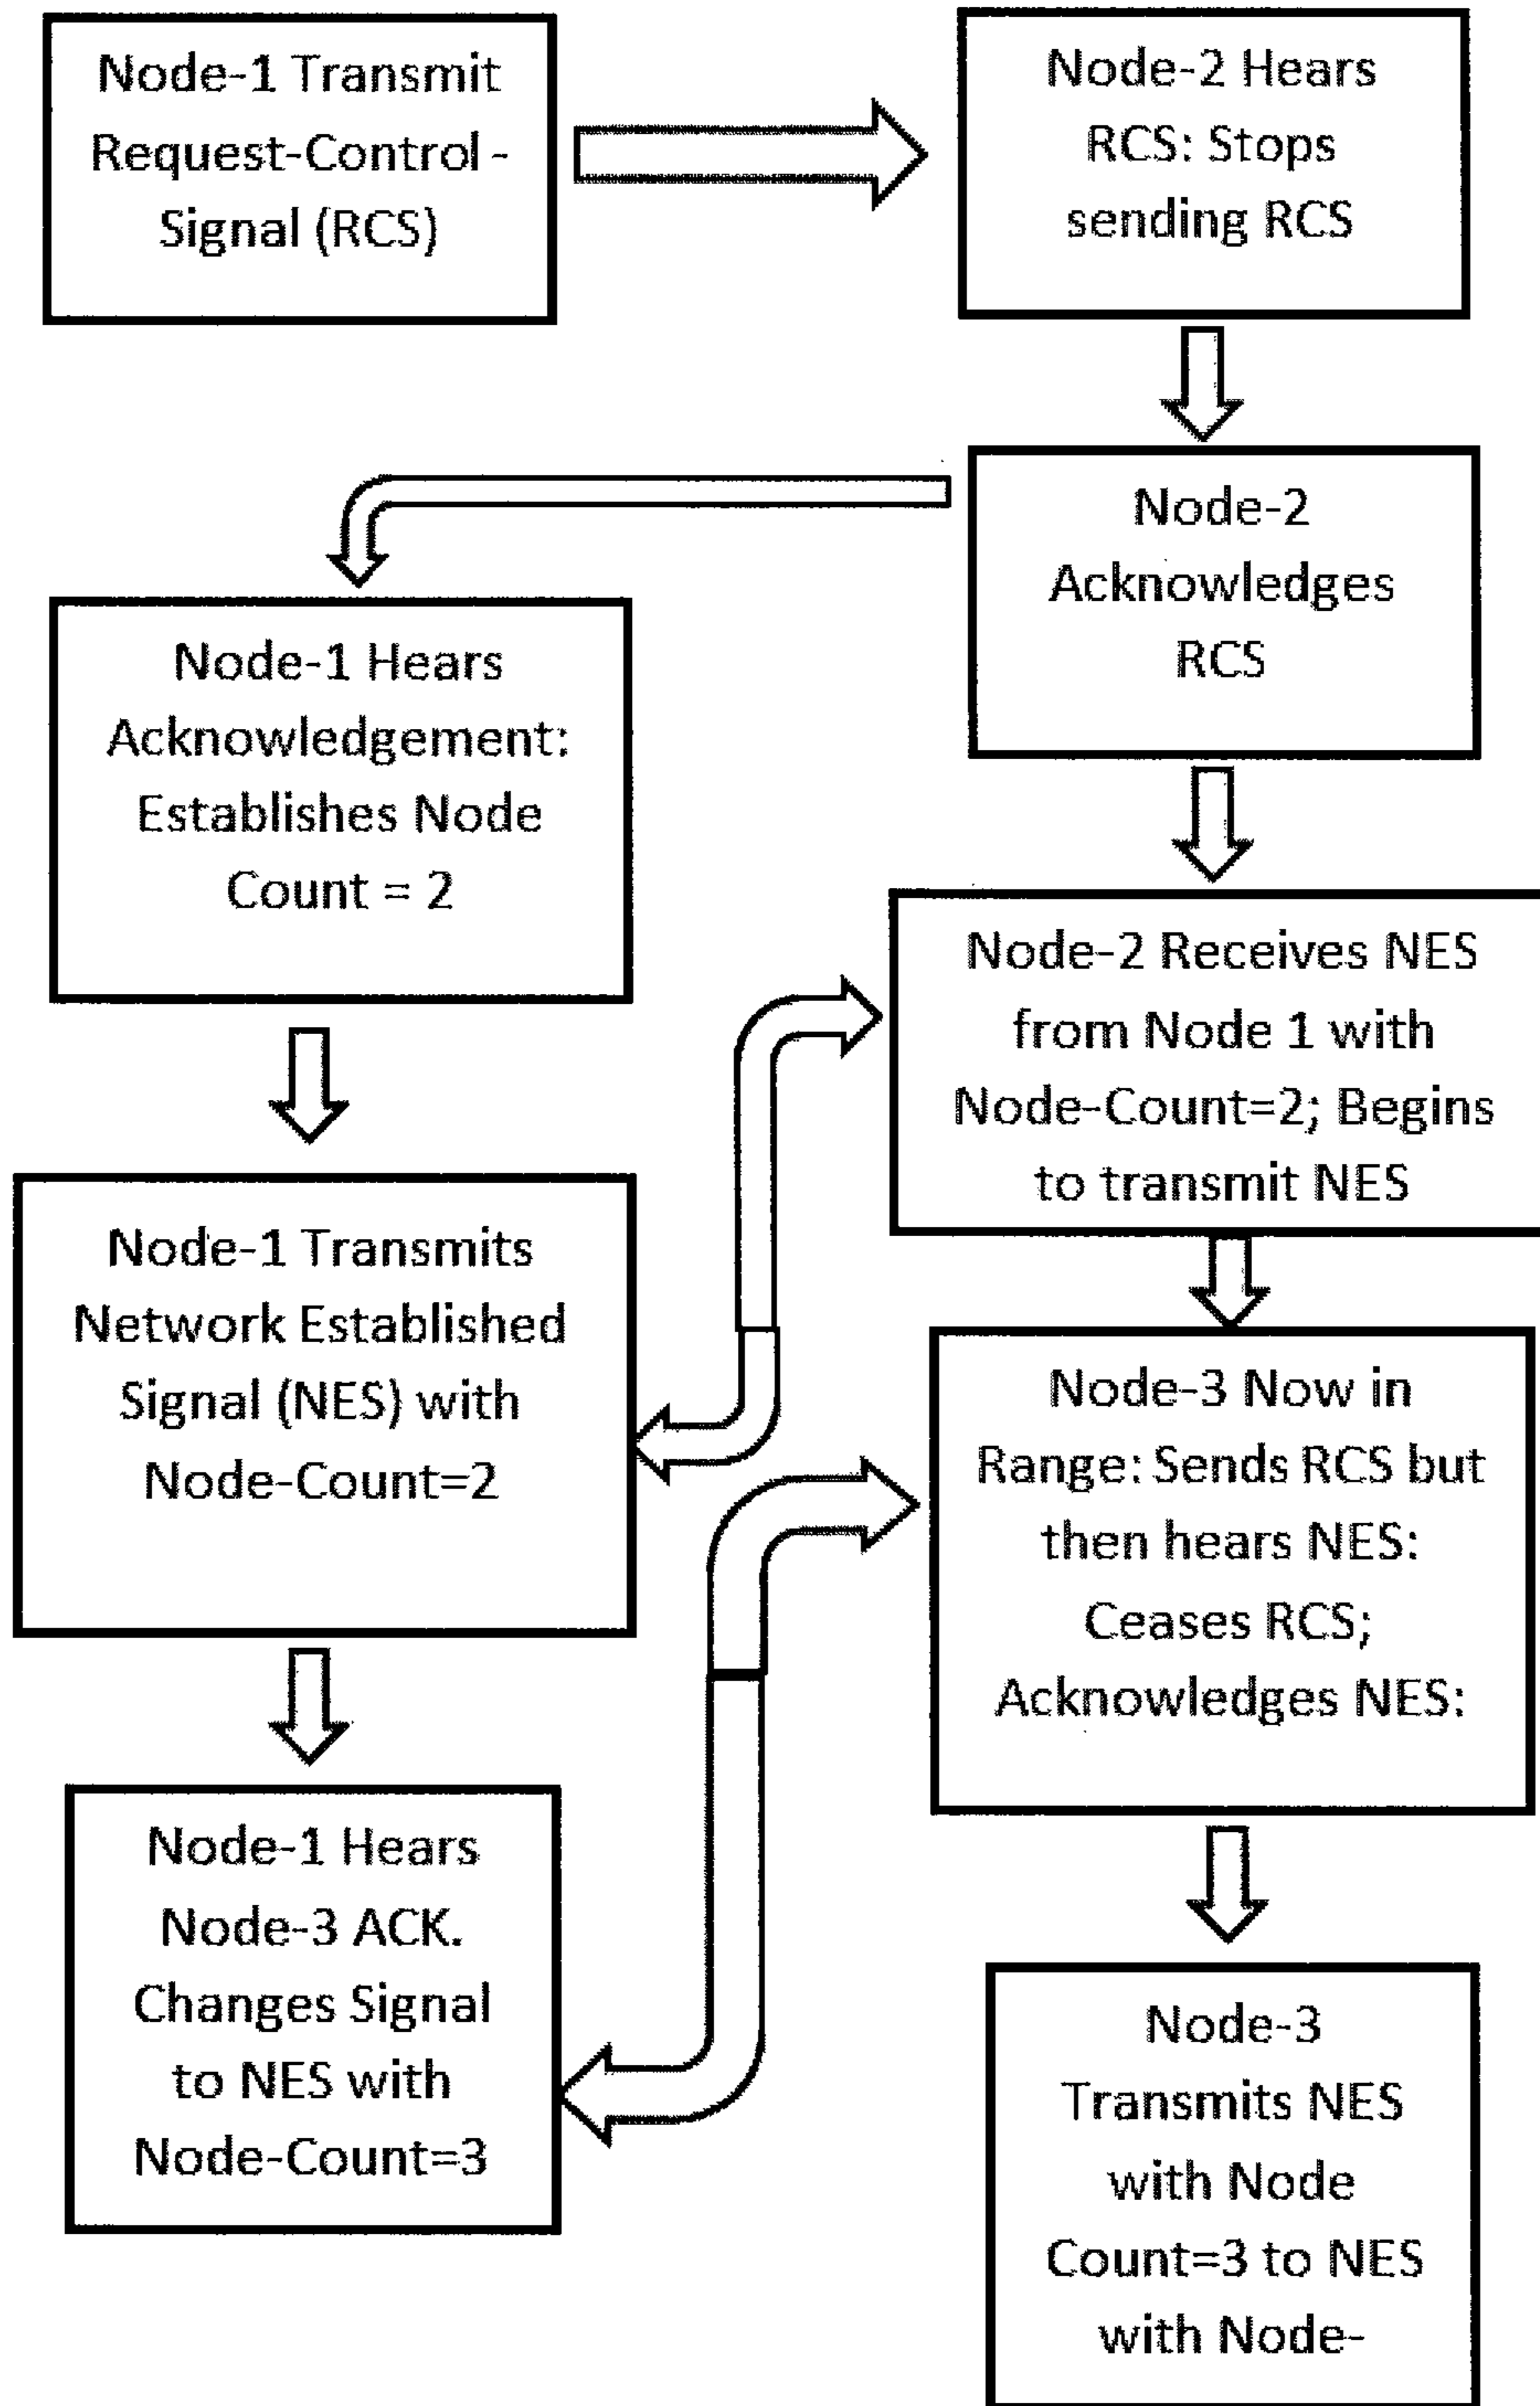 Node-1 Transmit
Request-Control -
Signal (RCS)
Node-2 Hears
RCS: Stops
sending RCS
Node-2
Acknowledges
RCS
Node-1 Hears
Acknowledgement:
Establishes Node
Count = 2
Node-2 Receives NES
from Node 1 with
Node-Count=2; Begins
to transmit NES
Node-1 Transmits
Network Established
Signal (NES) with
Node-Count=2
Node-3 Now in
Range: Sends RCS but
then hears NES:
Ceases RCS;
Acknowledges NES:
Node-1 Hears
Node-3 ACK.
Changes Signal
to NES with
Node-Count=3
Node-3
Transmits NES
with Node
Count=3 to NES
with Node-